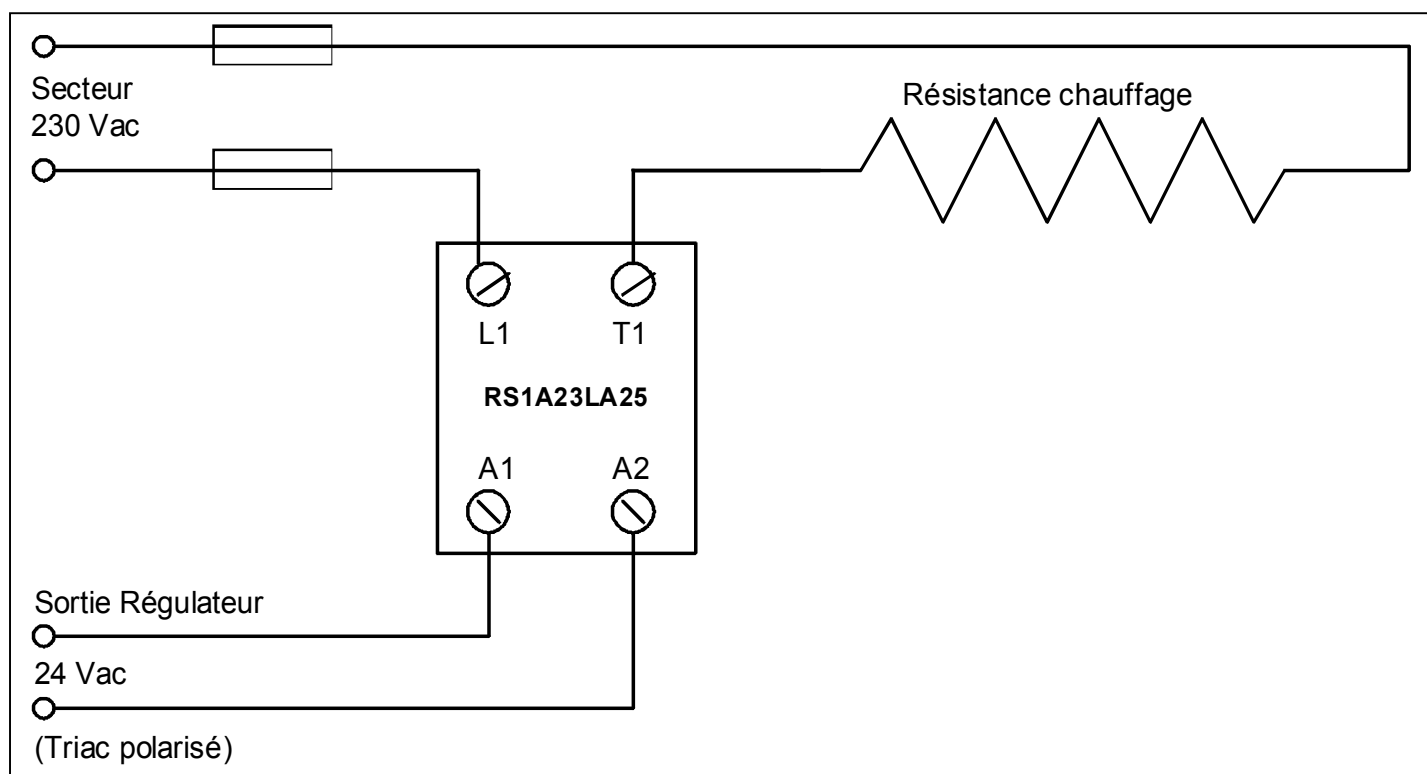 Secteur
230 Vac
Résistance chauffage
L1 T1
RS1A23LA25
A1 A2
Sortie Régulateur
24 Vac
(Triac polarisé)